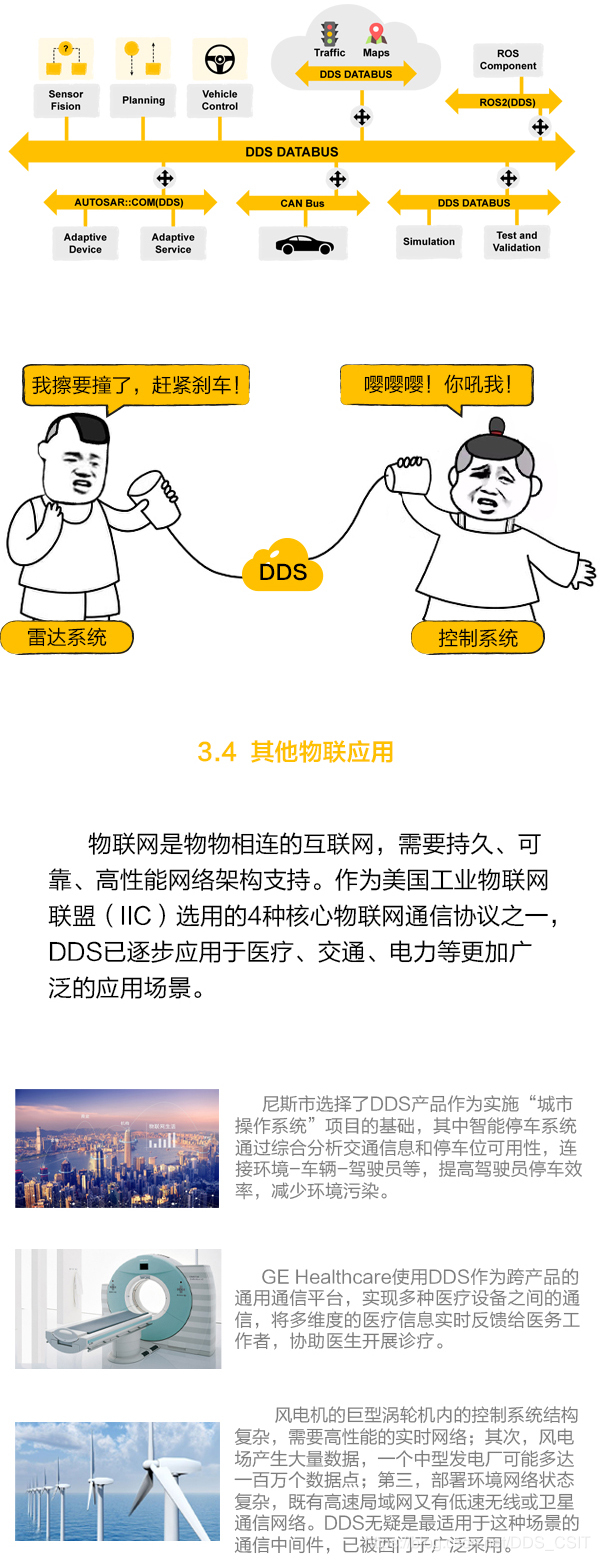 Traffic Maps
DDS DATABUS
ROS
Component
ROS2(DDS)
Sensor
Fision
Planning
Vehicle
Control
DDS DATABUS
AUTOSAR::COM(DDS)
CAN Bus
DDS DATABUS
Adaptive
Device
Adaptive
Service
Simulation
Test and
Validation
我擦要撞了，赶紧刹车！
嘤嘤嘤！你吼我！
DDS
雷达系统
控制系统
3.4 其他物联应用
物联网是物物相连的互联网，需要持久、可
靠、高性能网络架构支持。作为美国工业物联网
联盟（IIC）选用的4种核心物联网通信协议之一，
DDS已逐步应用于医疗、交通、电力等更加广
泛的应用场景。
物联网生活
尼斯市选择了DDS产品作为实施“城市
操作系统”项目的基础，其中智能停车系统
通过综合分析交通信息和停车位可用性，连
接环境-车辆-驾驶员等，提高驾驶员停车效
率，减少环境污染。
GE Healthcare使用DDS作为跨产品的
通用通信平台，实现多种医疗设备之间的通
信，将多维度的医疗信息实时反馈给医务工
作者，协助医生开展诊疗。
风电机的巨型涡轮机内的控制系统结构
复杂，需要高性能的实时网络；其次，风电
场产生大量数据，一个中型发电厂可能多达
一百万个数据点；第三，部署环境网络状态
复杂，既有高速局域网又有低速无线或卫星
通信网络。DDS无疑是最适用于这种场景的
通信中间件，已被西门子广泛采用。
DDS_CSIT